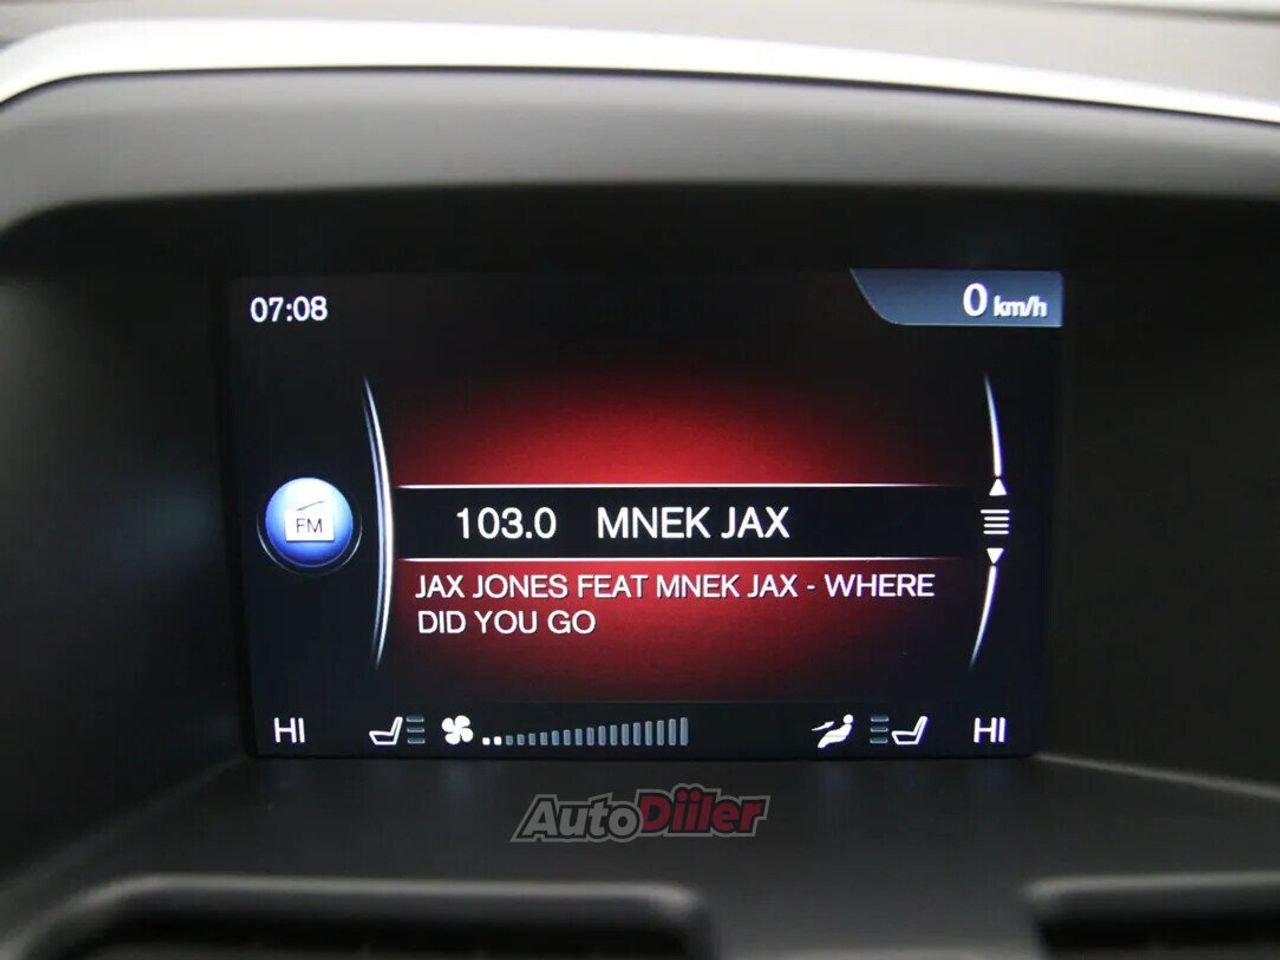 07:08
0 km/h
FM
103.0 MNEK JAX
JAX JONES FEAT MNEK JAX - WHERE
DID YOU GO
HI HI
AutoDiiler